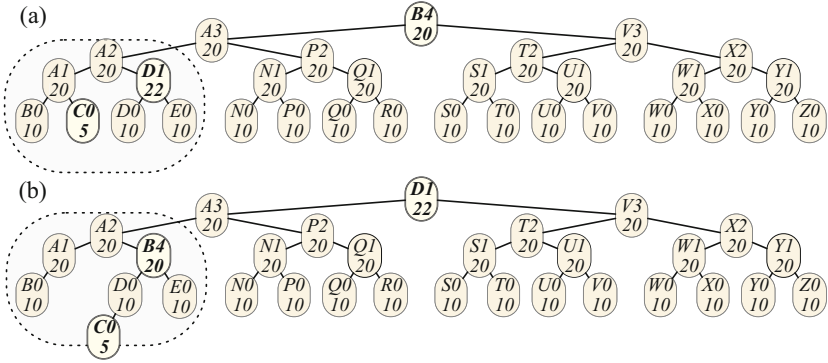 (a)
B4
20
A3
20
V3
20
A2
20
P2
20
T2
20
X2
20
A1
20
D1
22
N1
20
Q1
20
S1
20
U1
20
W1
20
Y1
20
B0
10
C0
5
D0
10
E0
10
N0
10
P0
10
Q0
10
R0
10
S0
10
T0
10
U0
10
V0
10
W0
10
X0
10
Y0
10
Z0
10
(b)
D1
22
A3
20
V3
20
A2
20
P2
20
T2
20
X2
20
A1
20
B4
20
N1
20
Q1
20
S1
20
U1
20
W1
20
Y1
20
B0
10
D0
10
E0
10
N0
10
P0
10
Q0
10
R0
10
S0
10
T0
10
U0
10
V0
10
W0
10
X0
10
Y0
10
Z0
10
C0
5